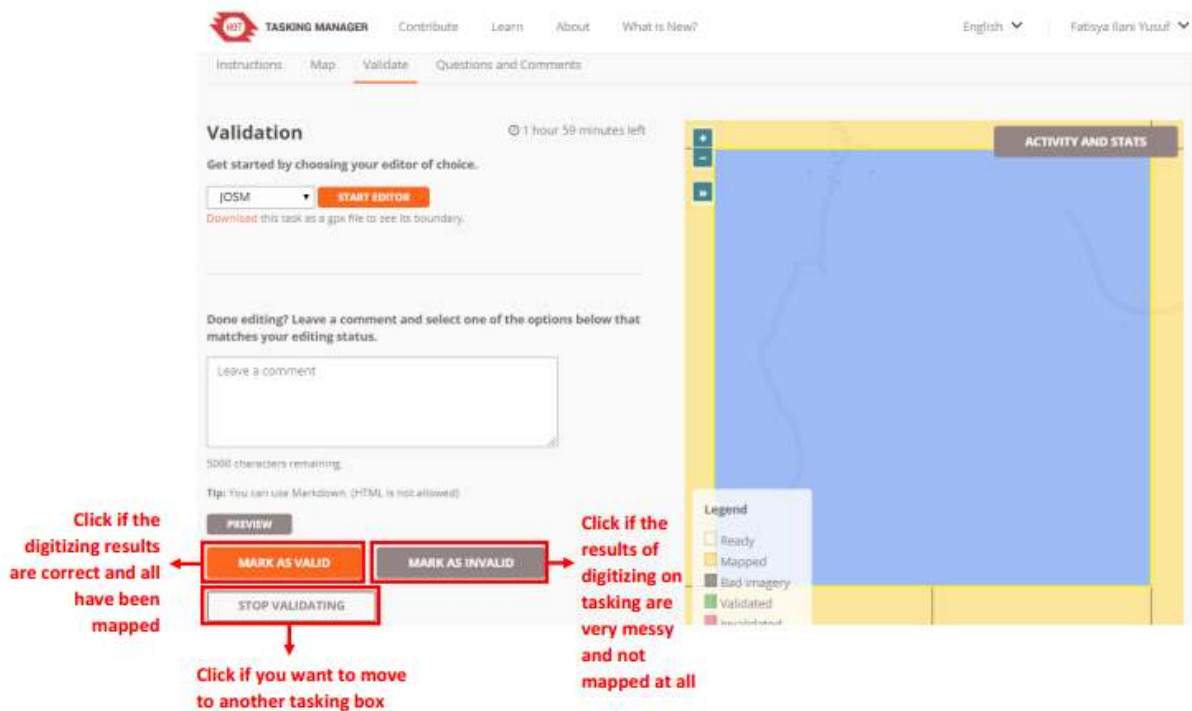 HOT TASKING MANAGER Contribute Learn About What is New? English Fatisya Ilani Yusuf
Instructions Map Validate Questions and Comments
Validation 1 hour 59 minutes left
ACTIVITY AND STATS
Get started by choosing your editor of choice.
JOSM START EDITOR
Download this task as a gpx file to see its boundary.
Done editing? Leave a comment and select one of the options below that
matches your editing status.
Leave a comment
5000 characters remaining
Tip: You can use Markdown. (HTML is not allowed)
PREVIEW
MARK AS VALID MARK AS INVALID
STOP VALIDATING
Click if the
digitizing results
are correct and all
have been
mapped
Click if you want to move
to another tasking box
Click if the
results of
digitizing on
tasking are
very messy
and not
mapped at all
+
-
»
Legend
Ready
Mapped
Bad imagery
Validated
Invalidated